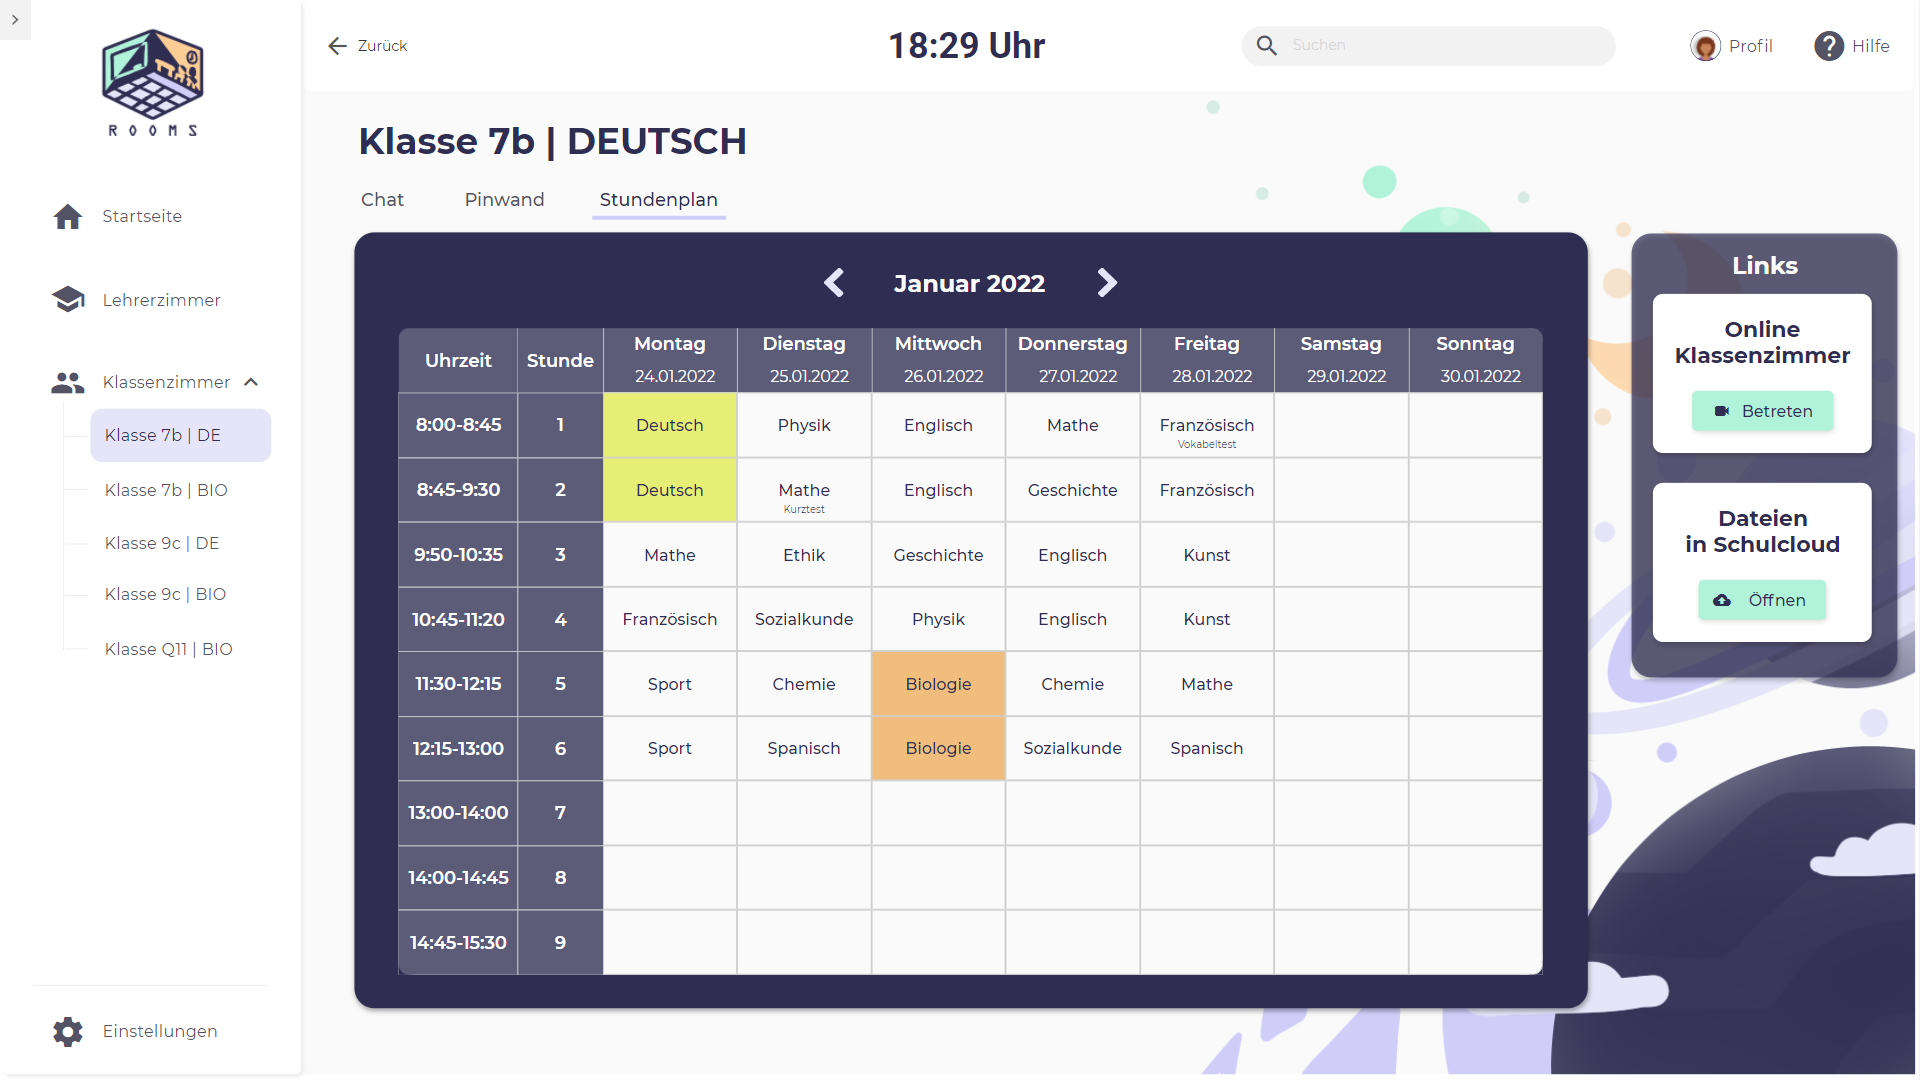 ROOMS
Zurück
18:29 Uhr
Suchen
Profil
Hilfe
Startseite
Lehrerzimmer
Klassenzimmer
Klasse 7b | DE
Klasse 7b | BIO
Klasse 9c | DE
Klasse 9c | BIO
Klasse Q11 | BIO
Einstellungen
Klasse 7b | DEUTSCH
Chat Pinwand Stundenplan
Januar 2022
Uhrzeit Stunde Montag Dienstag Mittwoch Donnerstag Freitag Samstag Sonntag
24.01.2022 25.01.2022 26.01.2022 27.01.2022 28.01.2022 29.01.2022 30.01.2022
8:00-8:45 1 Deutsch Physik Englisch Mathe Französisch
Vokabeltest
8:45-9:30 2 Deutsch Mathe Englisch Geschichte Französisch
Kurztest
9:50-10:35 3 Mathe Ethik Geschichte Englisch Kunst
10:45-11:20 4 Französisch Sozialkunde Physik Englisch Kunst
11:30-12:15 5 Sport Chemie Biologie Chemie Mathe
12:15-13:00 6 Sport Spanisch Biologie Sozialkunde Spanisch
13:00-14:00 7
14:00-14:45 8
14:45-15:30 9
Links
Online
Klassenzimmer
Betreten
Dateien
in Schulcloud
Öffnen